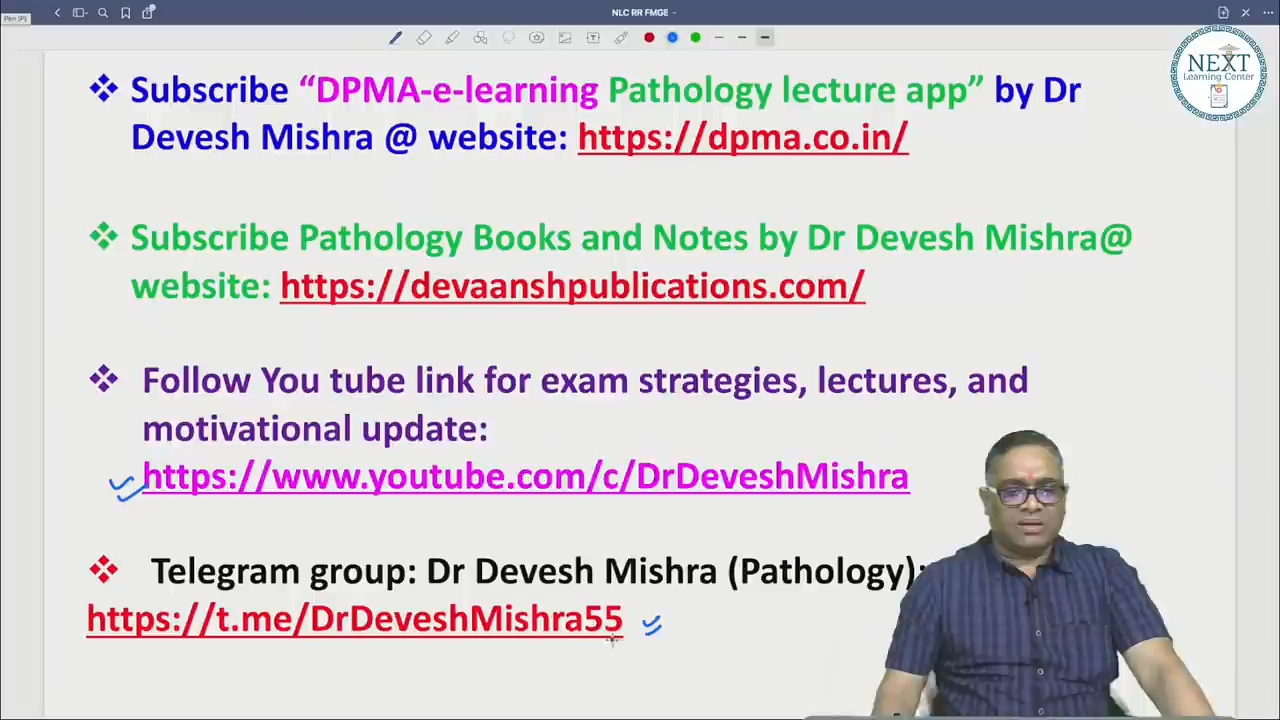 Pen [P]
NLC RR FMGE
NEXT
Learning Center
❖ Subscribe “DPMA-e-learning Pathology lecture app” by Dr
Devesh Mishra @ website: https://dpma.co.in/
❖ Subscribe Pathology Books and Notes by Dr Devesh Mishra@
website: https://devaanshpublications.com/
❖ Follow You tube link for exam strategies, lectures, and
motivational update:
https://www.youtube.com/c/DrDeveshMishra
❖ Telegram group: Dr Devesh Mishra (Pathology):
https://t.me/DrDeveshMishra55